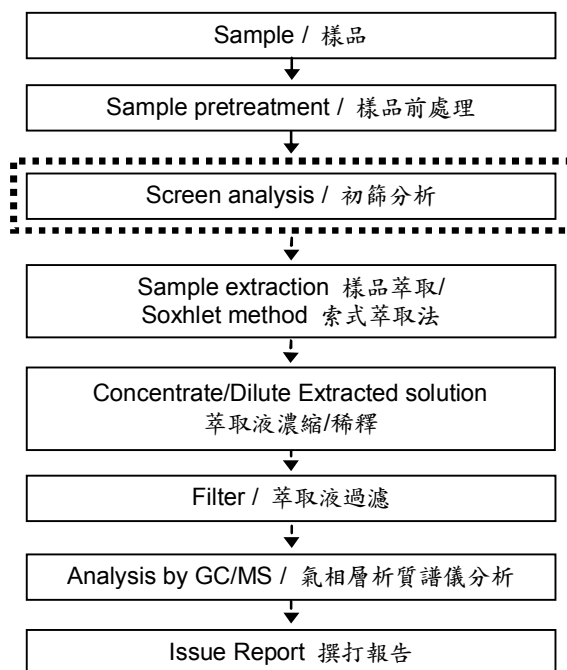 Sample / 樣品
Sample pretreatment / 樣品前處理
Screen analysis / 初篩分析
Sample extraction 樣品萃取/
Soxhlet method 索式萃取法
Concentrate/Dilute Extracted solution
萃取液濃縮/稀釋
Filter / 萃取液過濾
Analysis by GC/MS / 氣相層析質譜儀分析
Issue Report 撰打報告